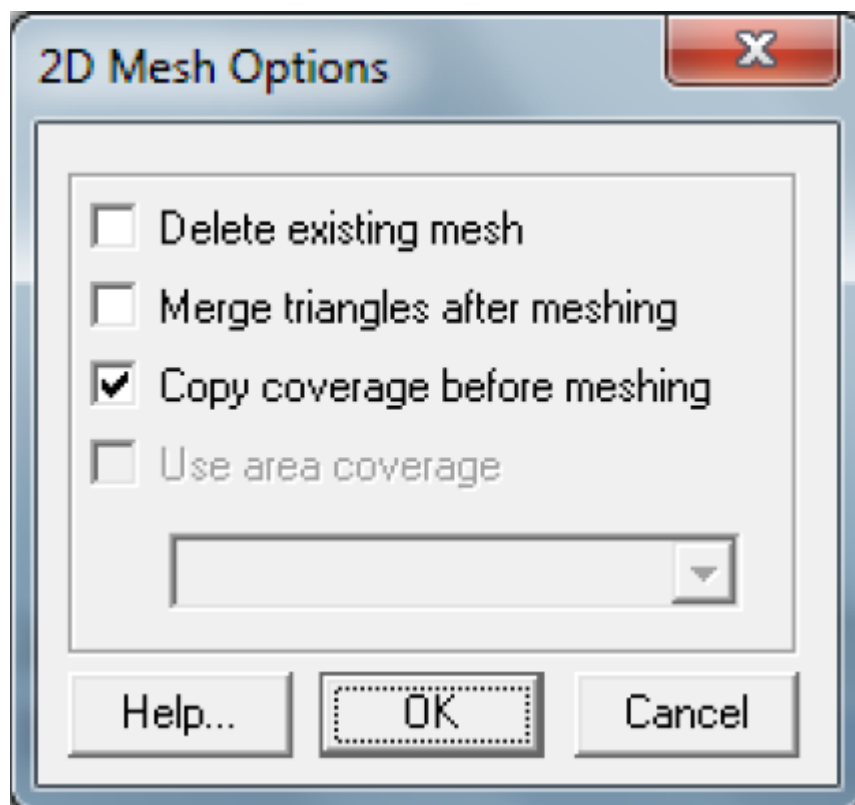 2D Mesh Options
Delete existing mesh
Merge triangles after meshing
Copy coverage before meshing
Use area coverage
Help... OK Cancel